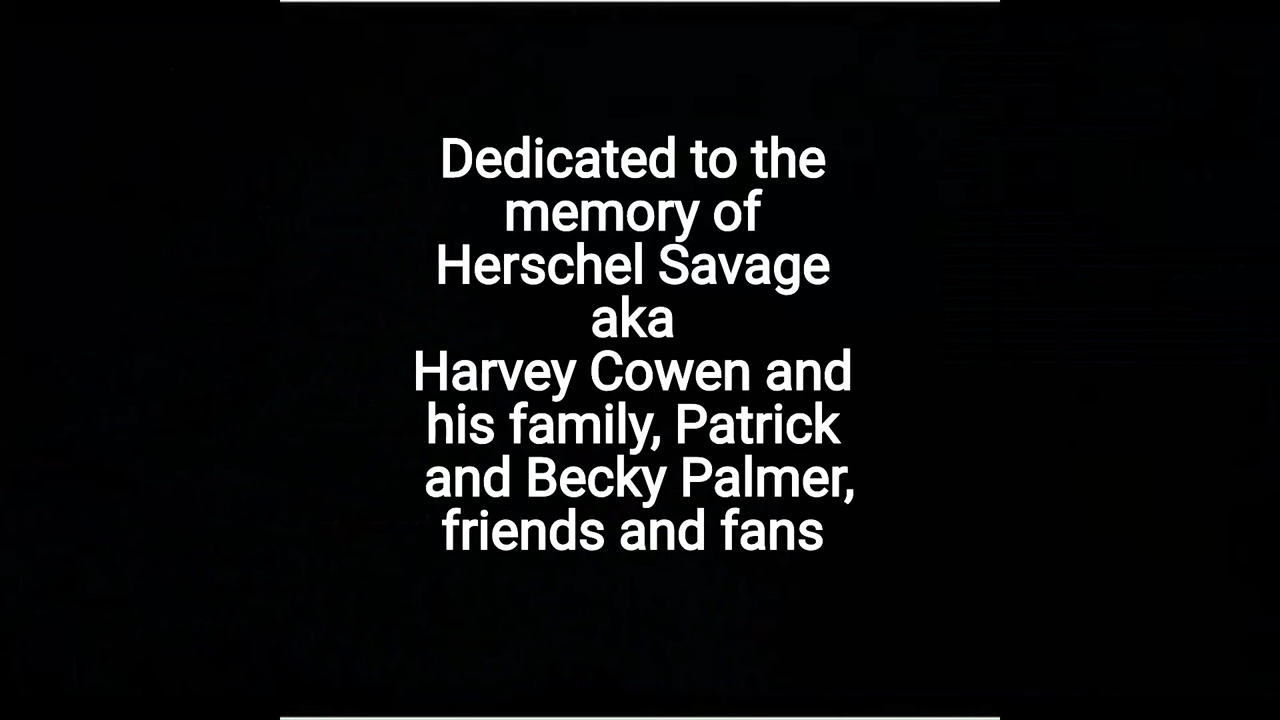 Dedicated to the
memory of
Herschel Savage
aka
Harvey Cowen and
his family, Patrick
and Becky Palmer,
friends and fans